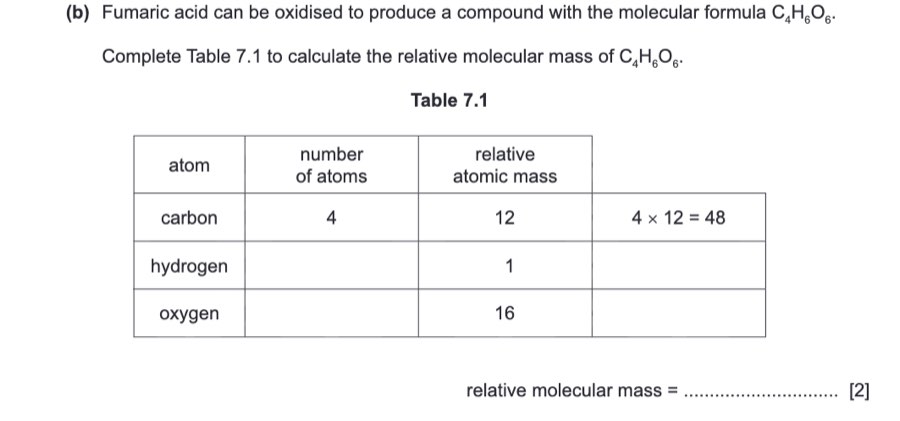 (b) Fumaric acid can be oxidised to produce a compound with the molecular formula C₄H₆O₆.
Complete Table 7.1 to calculate the relative molecular mass of C₄H₆O₆.
Table 7.1
atom number of atoms relative atomic mass
carbon 4 12 4 × 12 = 48
hydrogen 1
oxygen 16
relative molecular mass = .............................. [2]